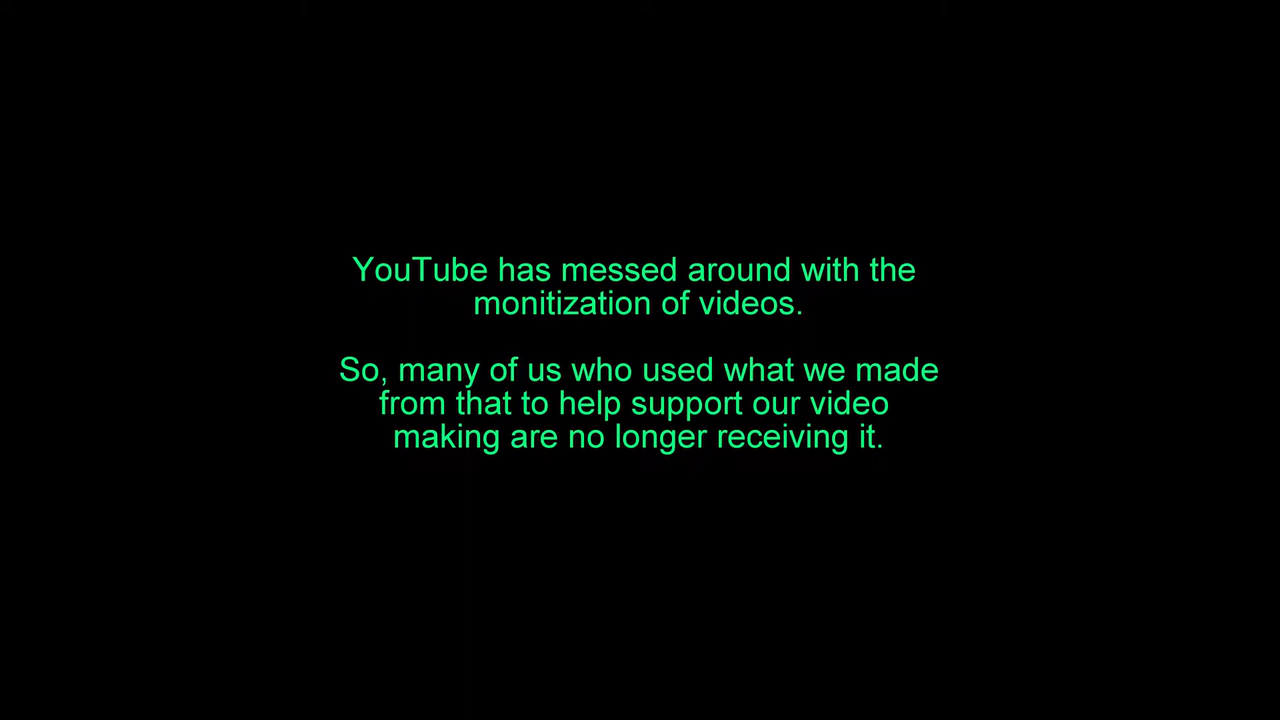 YouTube has messed around with the
monitization of videos.
So, many of us who used what we made
from that to help support our video
making are no longer receiving it.